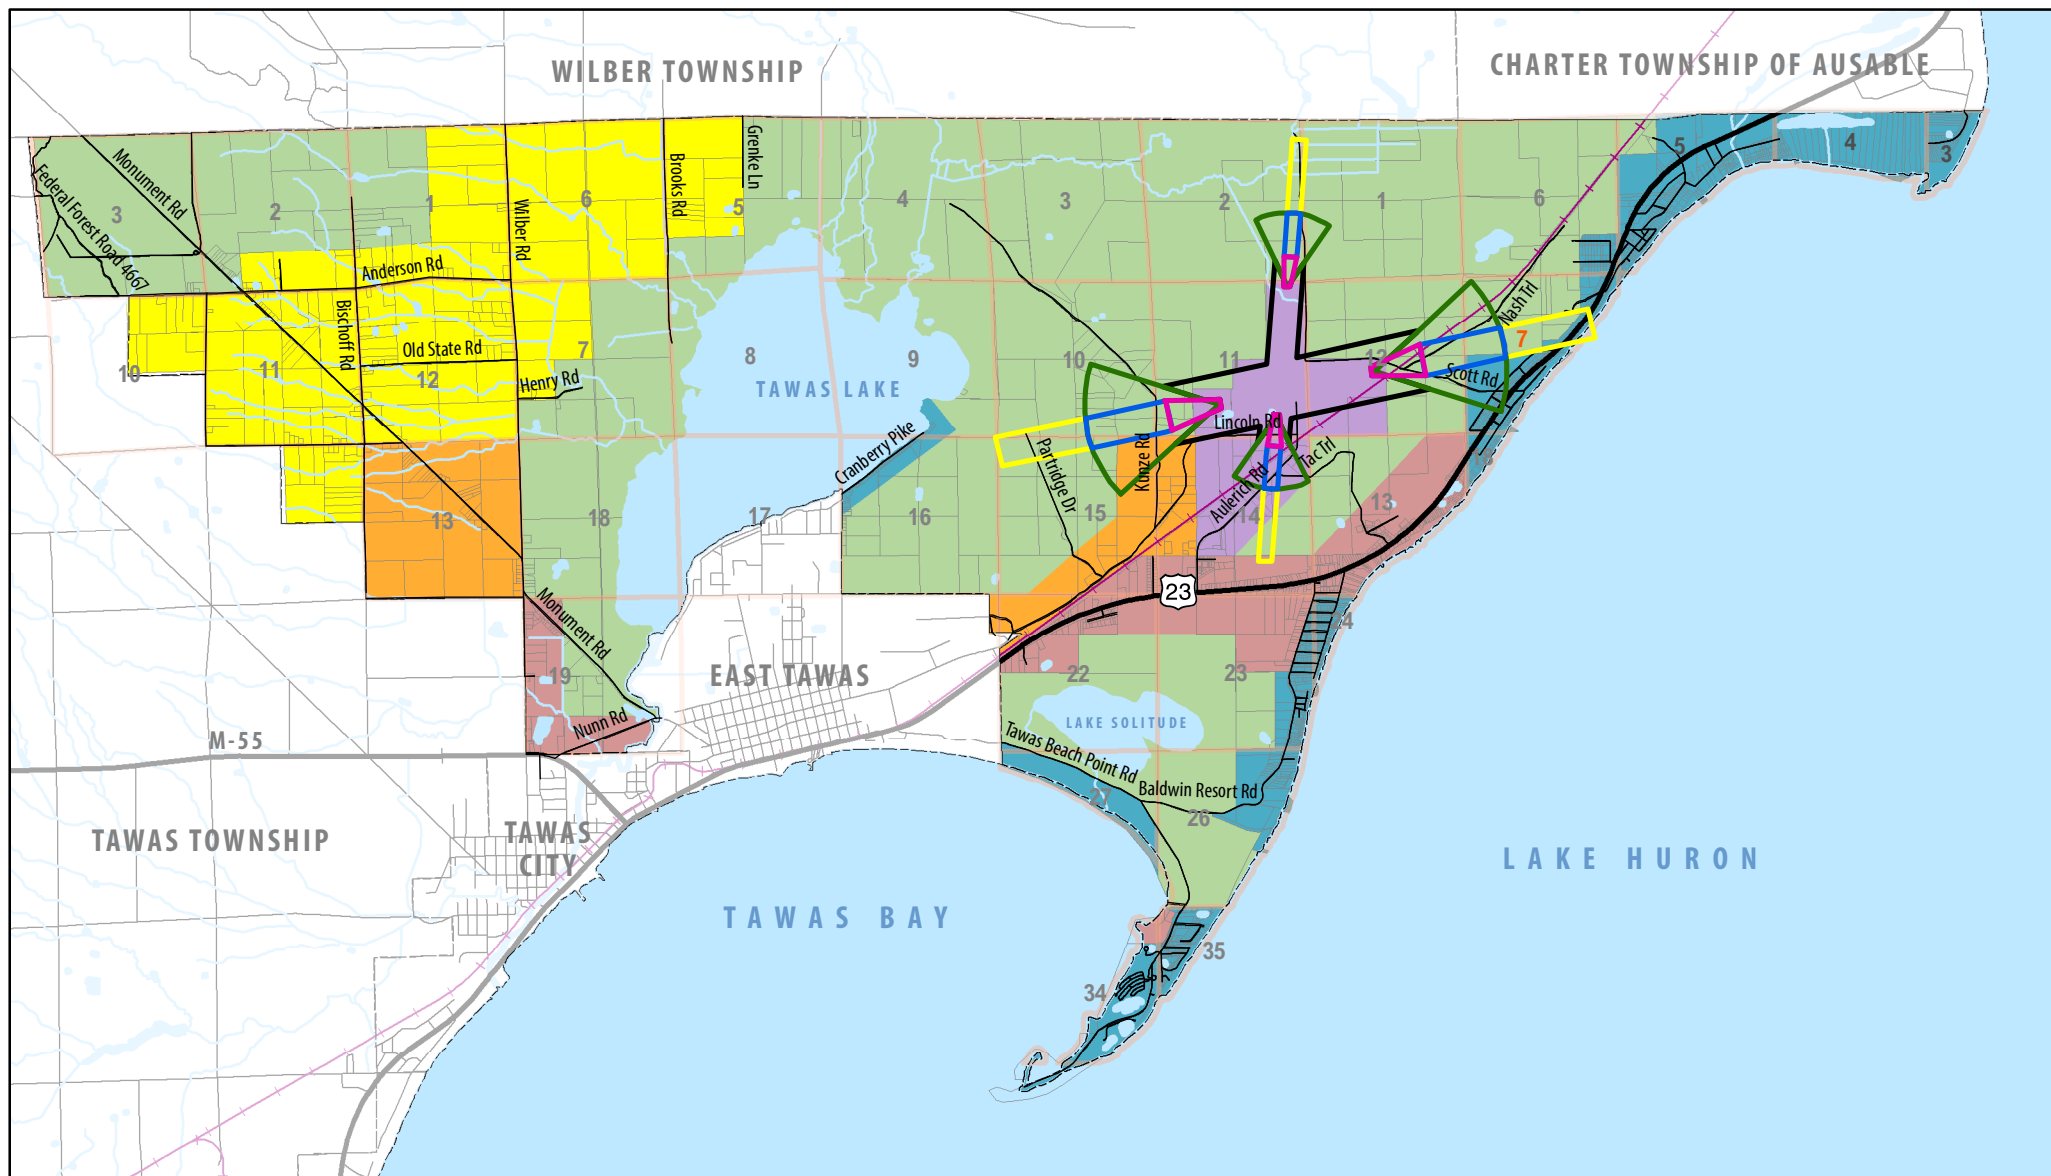 WILBER TOWNSHIP
CHARTER TOWNSHIP OF AUSABLE
Monument Rd
Federal Forest Road 4667
3
2
1
Wilber Rd
6
Brooks Rd
5
Grenke Ln
4
3
2
1
6
5
4
3
Anderson Rd
Bischoff Rd
Old State Rd
Henry Rd
10
11
12
7
8
9
TAWAS LAKE
10
11
12
7
Nash Trl
Scott Rd
Lincoln Rd
Kunze Rd
Partridge Dr
Cranberry Pike
Aulerich Rd
Tac Trl
13
18
17
16
15
14
13
18
23
Monument Rd
19
Nunn Rd
EAST TAWAS
22
23
24
LAKE SOLITUDE
M-55
Tawas Beach Point Rd
Baldwin Resort Rd
27
26
TAWAS TOWNSHIP
TAWAS
CITY
TAWAS BAY
LAKE HURON
35
34